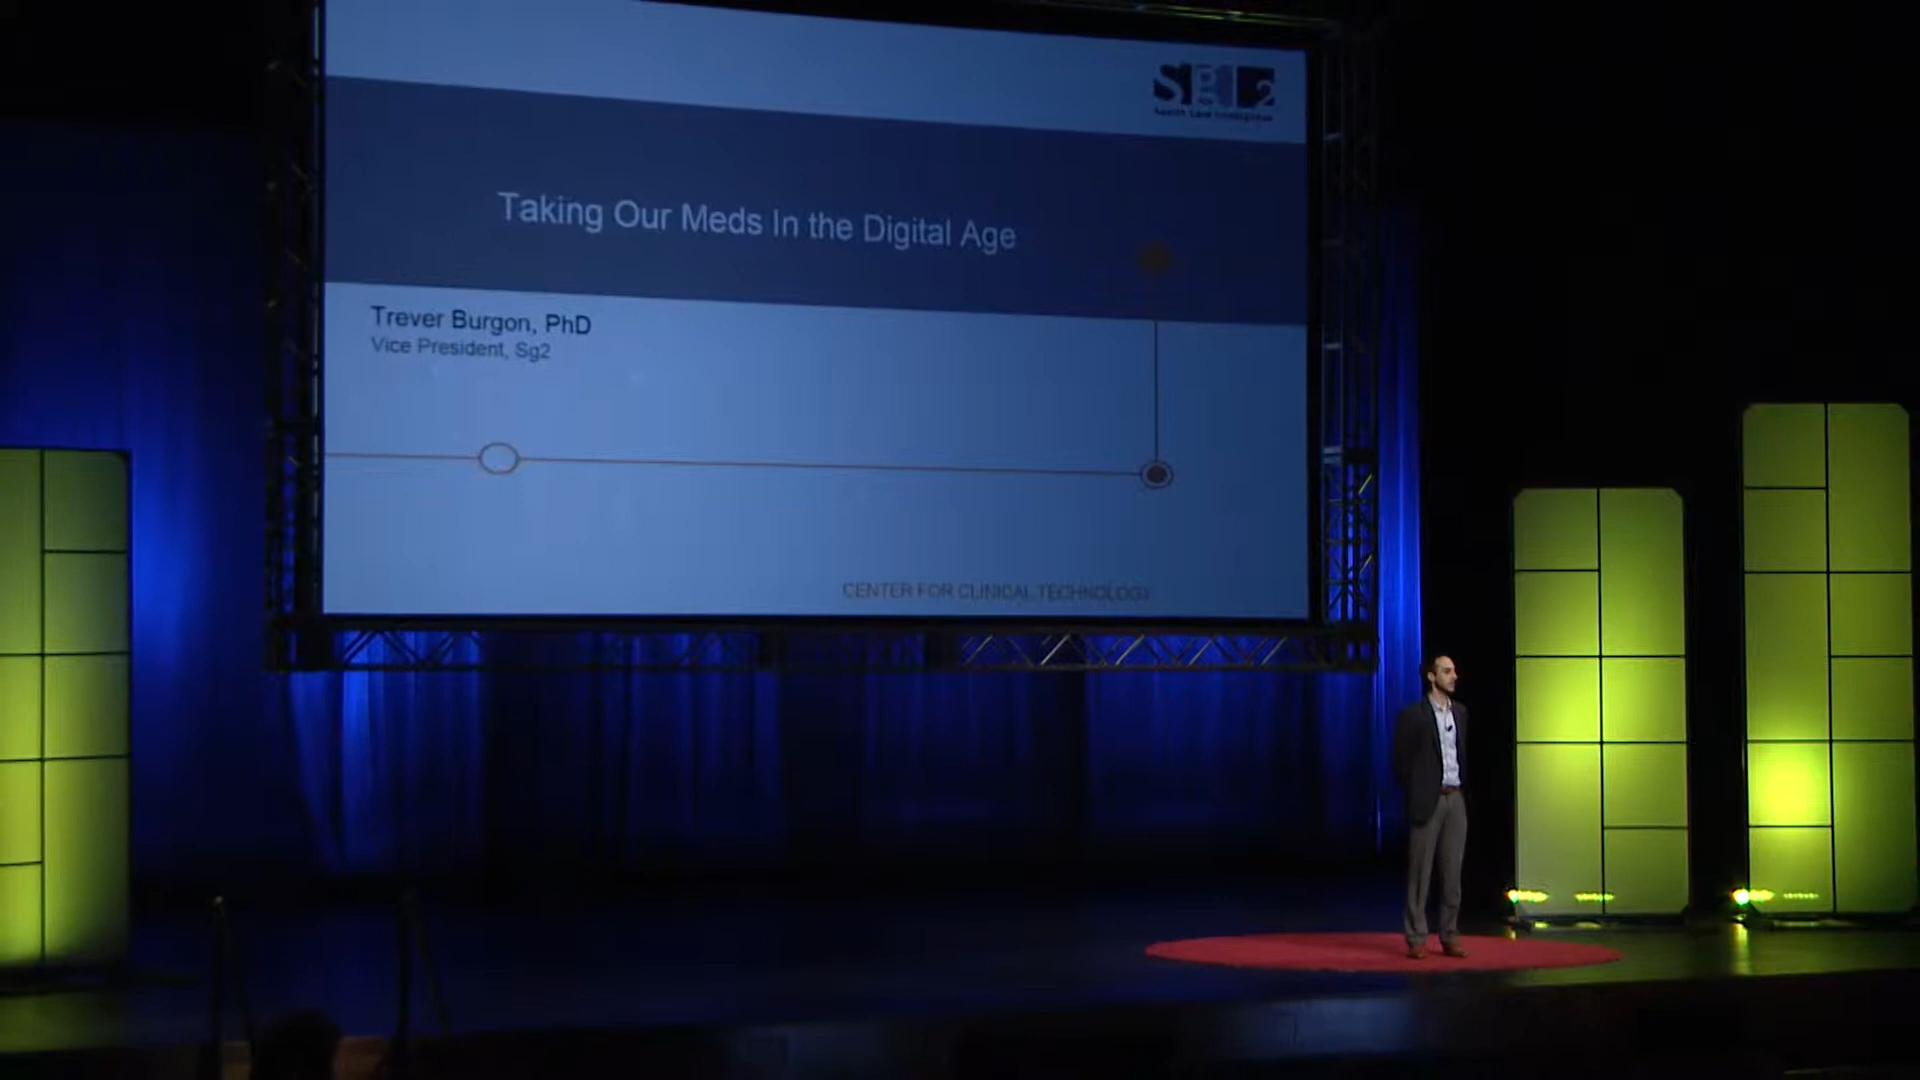 Sg2
Taking Our Meds In the Digital Age
Trever Burgon, PhD
Vice President, Sg2
CENTER FOR CLINICAL TECHNOLOGY